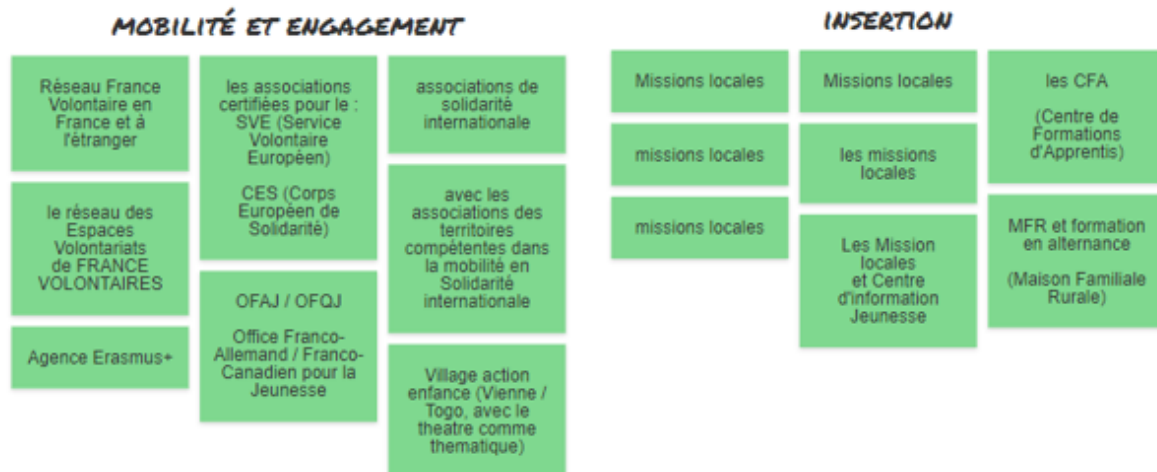 MOBILITÉ ET ENGAGEMENT
Réseau France
Volontaire en
France et à
l'étranger
le réseau des
Espaces
Volontariats
de FRANCE
VOLONTAIRES
Agence Erasmus+
les associations
certifiées pour le :
SVE (Service
Volontaire
Européen)
CES (Corps
Européen de
Solidarité)
OFAJ / OFQJ
Office Franco-
Allemand / Franco-
Canadien pour la
Jeunesse
associations de
solidarité
internationale
avec les
associations des
territoires
compétentes dans
la mobilité en
Solidarité
internationale
Village action
enfance (Vienne /
Togo, avec le
theatre comme
thematique)
INSERTION
Missions locales
missions locales
missions locales
Missions locales
les missions
locales
Les Mission
locales
et Centre
d'information
Jeunesse
les CFA
(Centre de
Formations
d'Apprentis)
MFR et formation
en alternance
(Maison Familiale
Rurale)